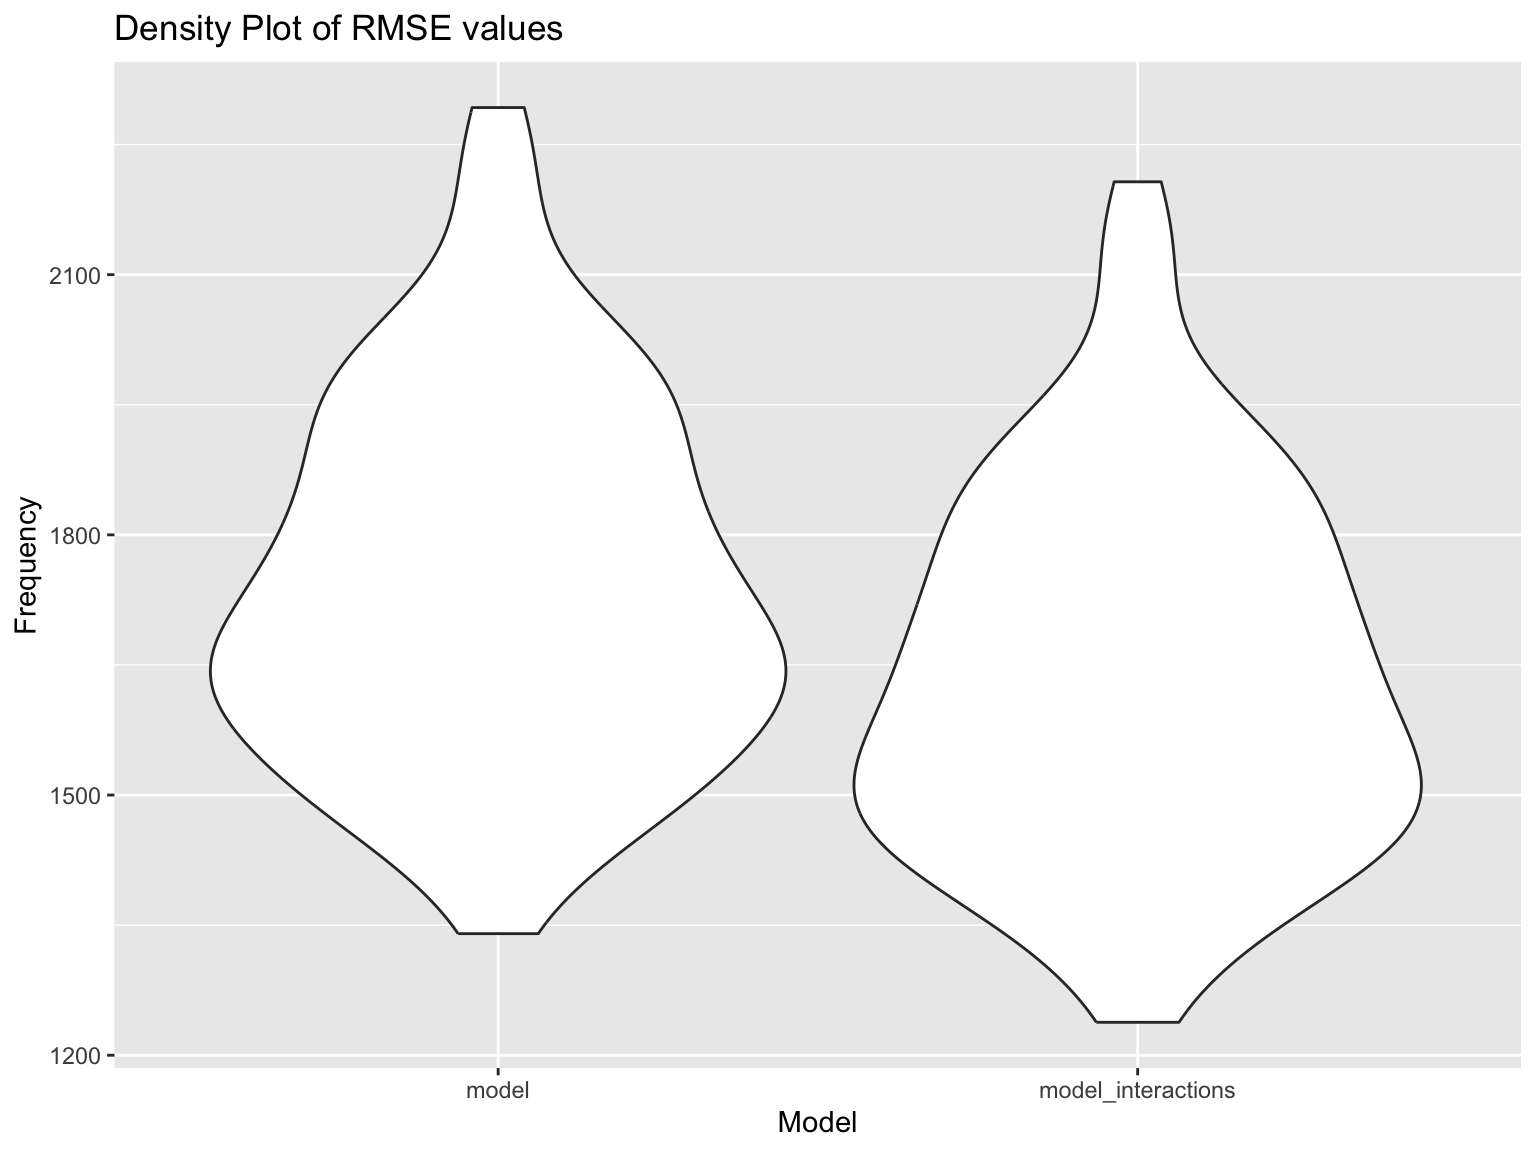 Density Plot of RMSE values
Frequency
2100
1800
1500
1200
model
model_interactions
Model